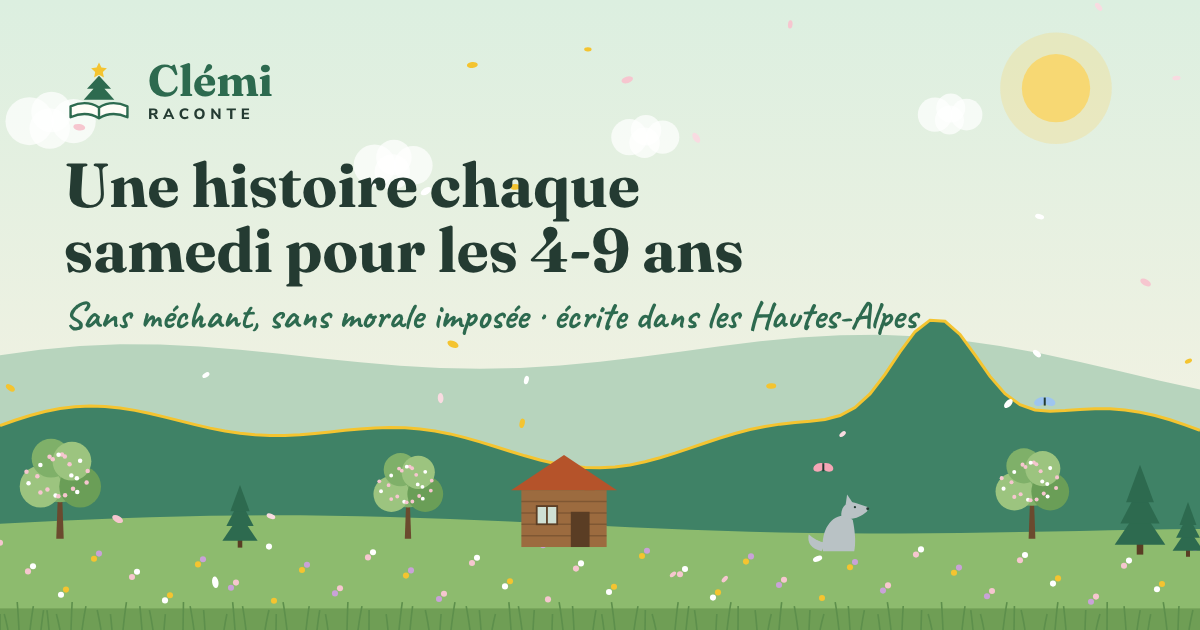 Clémi
RACONTE
Une histoire chaque
samedi pour les 4-9 ans
Sans méchant, sans morale imposée · écrite dans les Hautes-Alpes